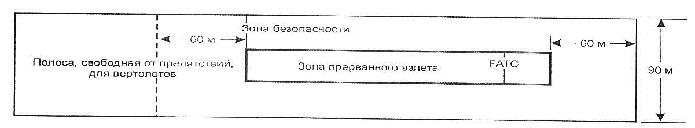 Зона безопасности
60 м
60 м
Полоса, свободная от препятствий,
для вертолетов
Зона прерванного взлета
FATO
90 м